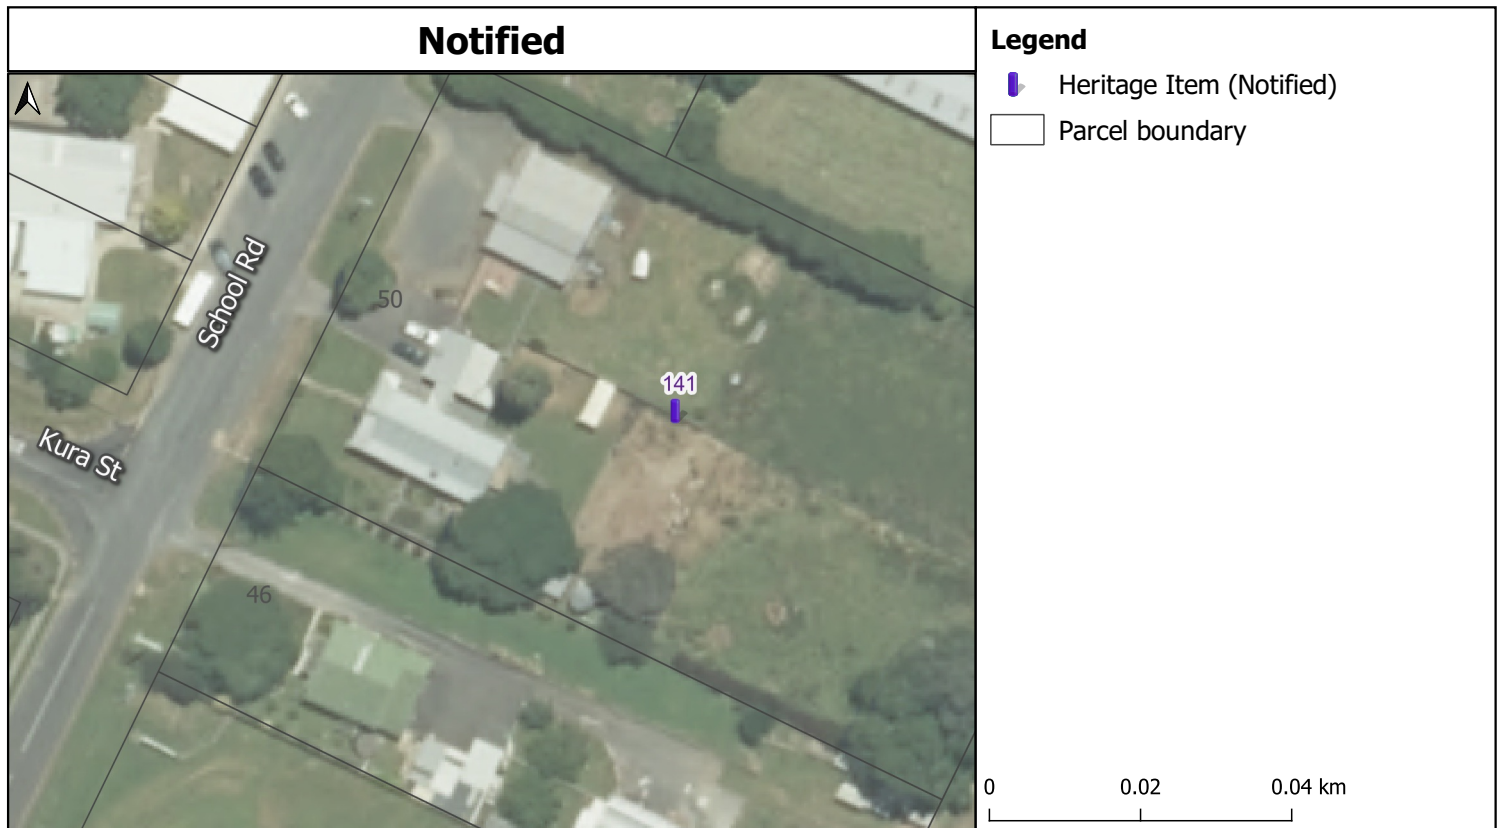 Notified
Legend
Heritage Item (Notified)
Parcel boundary
School Rd
50
141
Kura St
46
0 0.02 0.04 km